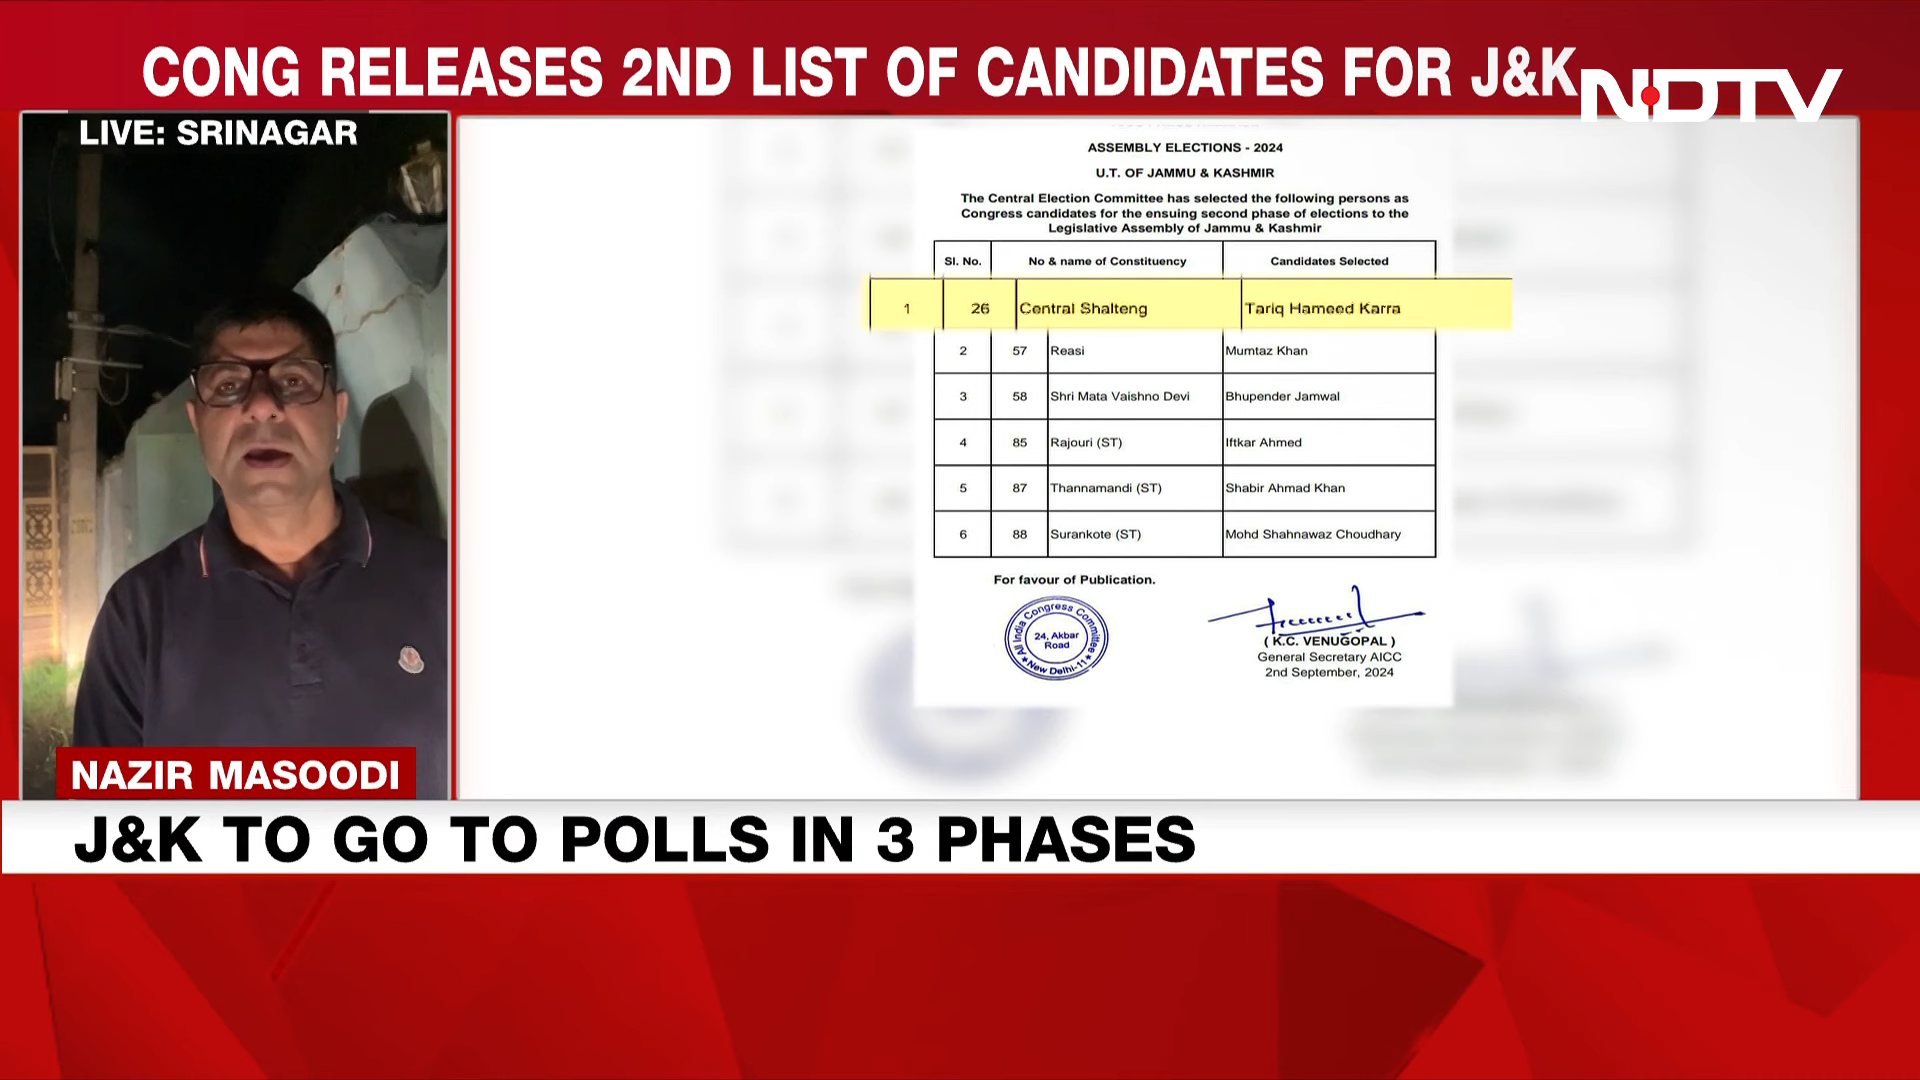 CONG RELEASES 2ND LIST OF CANDIDATES FOR J&K
NDTV
LIVE: SRINAGAR
ASSEMBLY ELECTIONS - 2024
U.T. OF JAMMU & KASHMIR
The Central Election Committee has selected the following persons as
Congress candidates for the ensuing second phase of elections to the
Legislative Assembly of Jammu & Kashmir
Sl. No. No & name of Constituency Candidates Selected
1 26 Central Shalteng Tariq Hameed Karra
2 57 Reasi Mumtaz Khan
3 58 Shri Mata Vaishno Devi Bhupender Jamwal
4 85 Rajouri (ST) Iftkar Ahmed
5 87 Thannamandi (ST) Shabir Ahmad Khan
6 88 Surankote (ST) Mohd Shahnawaz Choudhary
For favour of Publication.
All India Congress Committee
24, Akbar
Road
New Delhi-11
( K.C. VENUGOPAL )
General Secretary AICC
2nd September, 2024
NAZIR MASOODI
J&K TO GO TO POLLS IN 3 PHASES